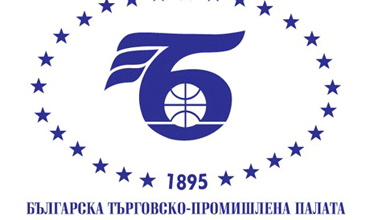 Б
1895
БЪЛГАРСКА ТЪРГОВСКО-ПРОМИШЛЕНА ПАЛАТА